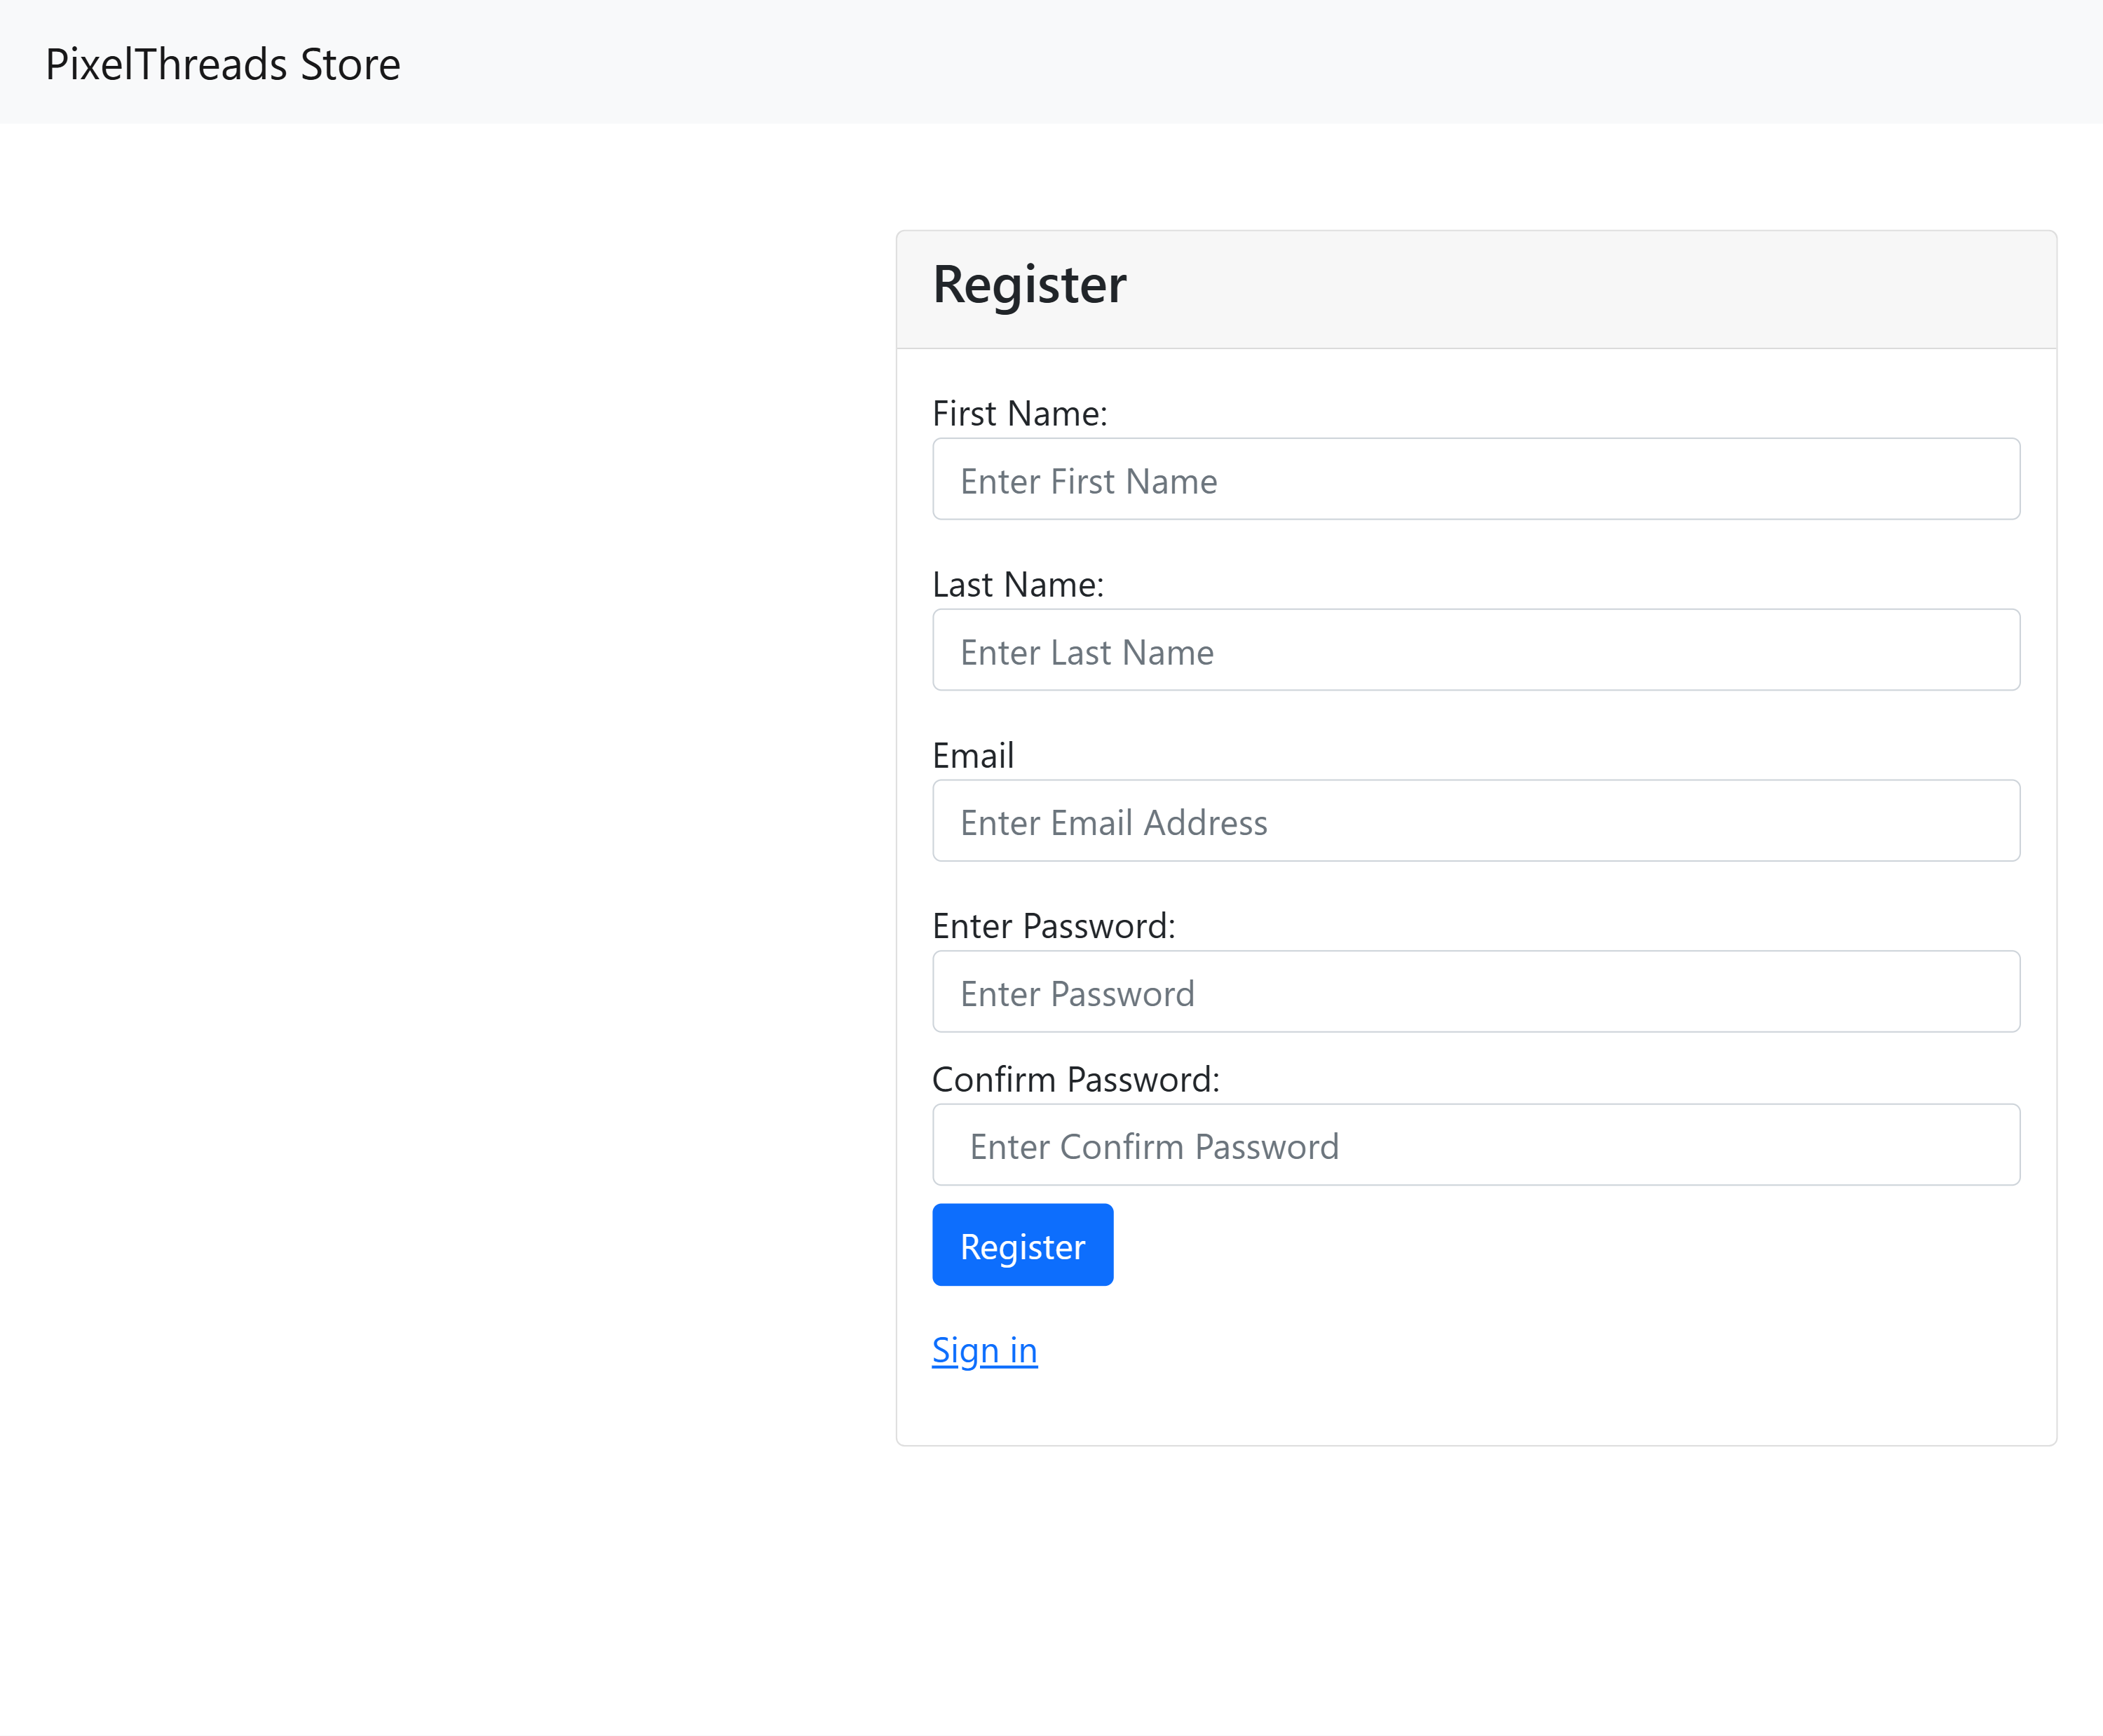 PixelThreads Store
Register
First Name:
Enter First Name
Last Name:
Enter Last Name
Email
Enter Email Address
Enter Password:
Enter Password
Confirm Password:
Enter Confirm Password
Register
Sign in